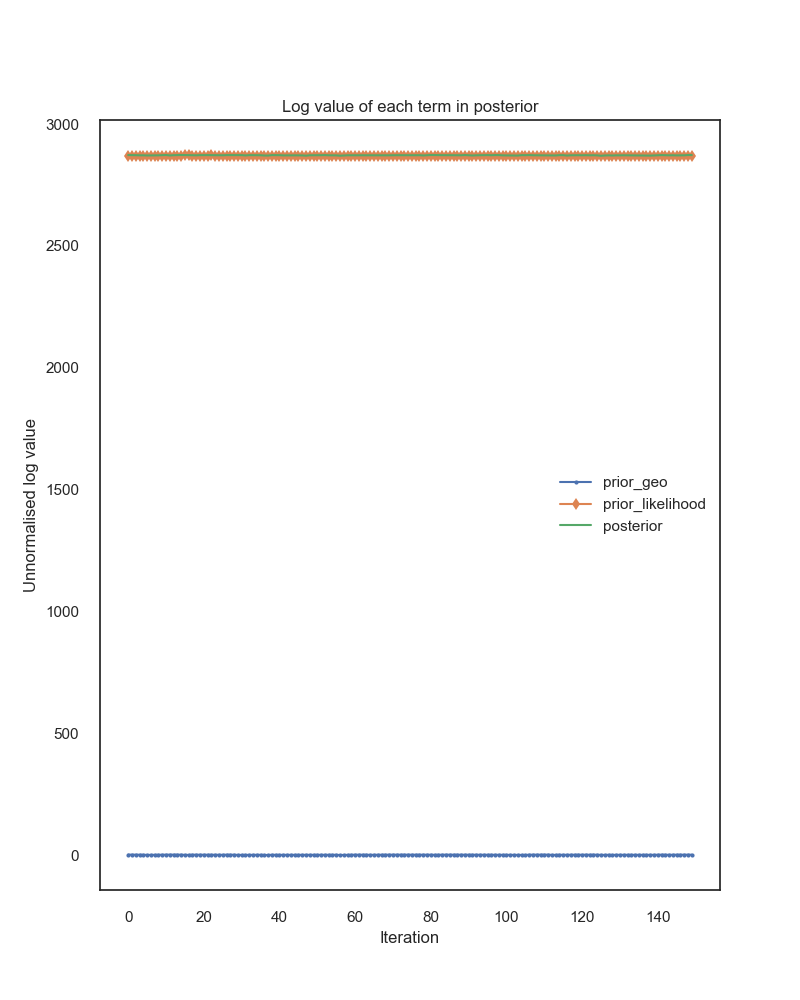 Log value of each term in posterior
3000
2500
2000
1500
1000
500
0
Unnormalised log value
prior_geo
prior_likelihood
posterior
0 20 40 60 80 100 120 140
Iteration